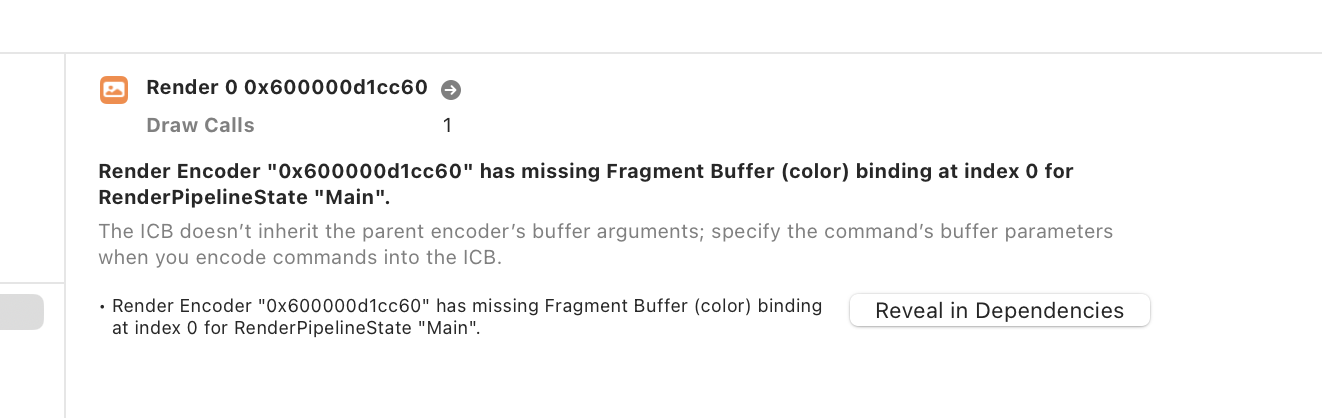 Render 0 0x600000d1cc60
Draw Calls 1
Render Encoder "0x600000d1cc60" has missing Fragment Buffer (color) binding at index 0 for
RenderPipelineState "Main".
The ICB doesn’t inherit the parent encoder’s buffer arguments; specify the command’s buffer parameters
when you encode commands into the ICB.
• Render Encoder "0x600000d1cc60" has missing Fragment Buffer (color) binding
at index 0 for RenderPipelineState "Main".
Reveal in Dependencies